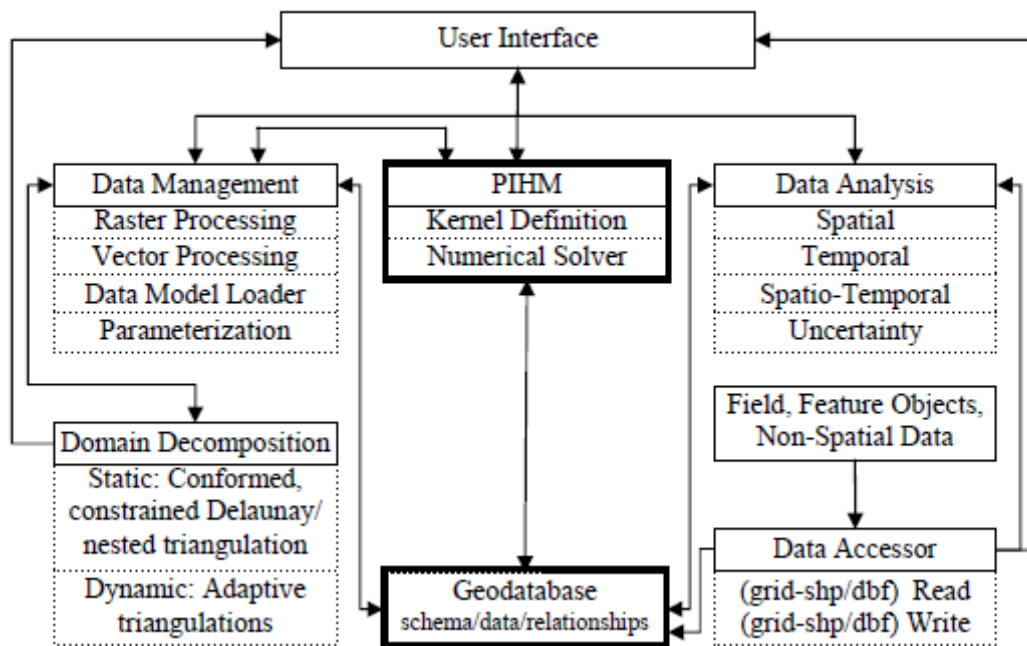 User Interface
Data Management
Raster Processing
Vector Processing
Data Model Loader
Parameterization
PIHM
Kernel Definition
Numerical Solver
Data Analysis
Spatial
Temporal
Spatio-Temporal
Uncertainty
Field, Feature Objects,
Non-Spatial Data
Domain Decomposition
Static: Conformed,
constrained Delaunay/
nested triangulation
Dynamic: Adaptive
triangulations
Geodatabase
schema/data/relationships
Data Accessor
(grid-shp/dbf) Read
(grid-shp/dbf) Write